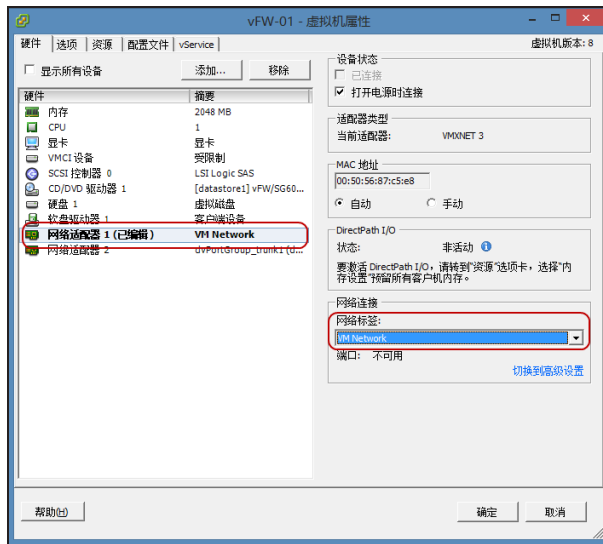 vFW-01 - 虚拟机属性
硬件 选项 资源 配置文件 vService 虚拟机版本: 8
显示所有设备 添加... 移除
硬件 摘要
内存 2048 MB
CPU 1
显卡 显卡
VMCI 设备 受限制
SCSI 控制器 0 LSI Logic SAS
CD/DVD 驱动器 1 [datastore1] vFW/SG60...
硬盘 1 虚拟磁盘
软盘驱动器 1 客户端设备
网络适配器 1 (已编辑) VM Network
网络适配器 2 dvPortGroup_trunk1 (d...
设备状态
已连接
打开电源时连接
适配器类型
当前适配器: VMXNET 3
MAC 地址
00:50:56:87:c5:e8
自动 手动
DirectPath I/O
状态: 非活动
要激活 DirectPath I/O，请转到“资源”选项卡，选择“内
存设置”预留所有客户机内存。
网络连接
网络标签:
VM Network
端口: 不可用
切换到高级设置
帮助(H) 确定 取消